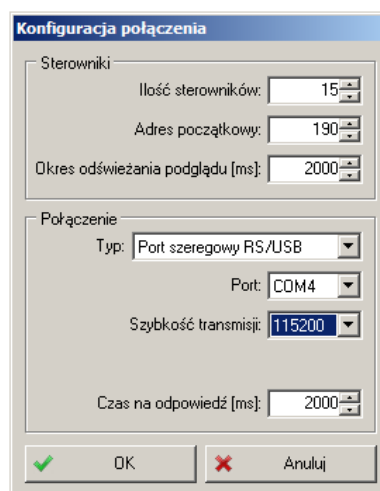 Konfiguracja połączenia
Sterowniki
Ilość sterowników: 15
Adres początkowy: 190
Okres odświeżania podglądu [ms]: 2000
Połączenie
Typ: Port szeregowy RS/USB
Port: COM4
Szybkość transmisji: 115200
Czas na odpowiedź [ms]: 2000
OK Anuluj